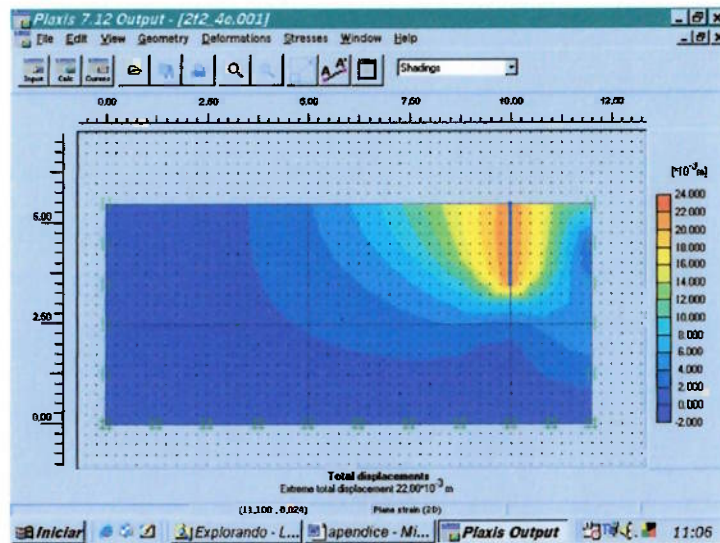 Plaxis 7.12 Output - [2f2_4e.001]
File Edit View Geometry Deformations Stresses Window Help
Input Calc Curves Shadings
0.00 2.50 5.00 7.50 10.00 12.50
[*10⁻³ m]
24.000
22.000
20.000
18.000
16.000
14.000
12.000
10.000
8.000
6.000
4.000
2.000
0.000
-2.000
5.00
2.50
0.00
Total displacements
Extreme total displacement 22.00*10⁻³ m
(11.100 , 0.024) Plane strain (2D)
Iniciar Explorando - L... apendice - Mi... Plaxis Output 11:06